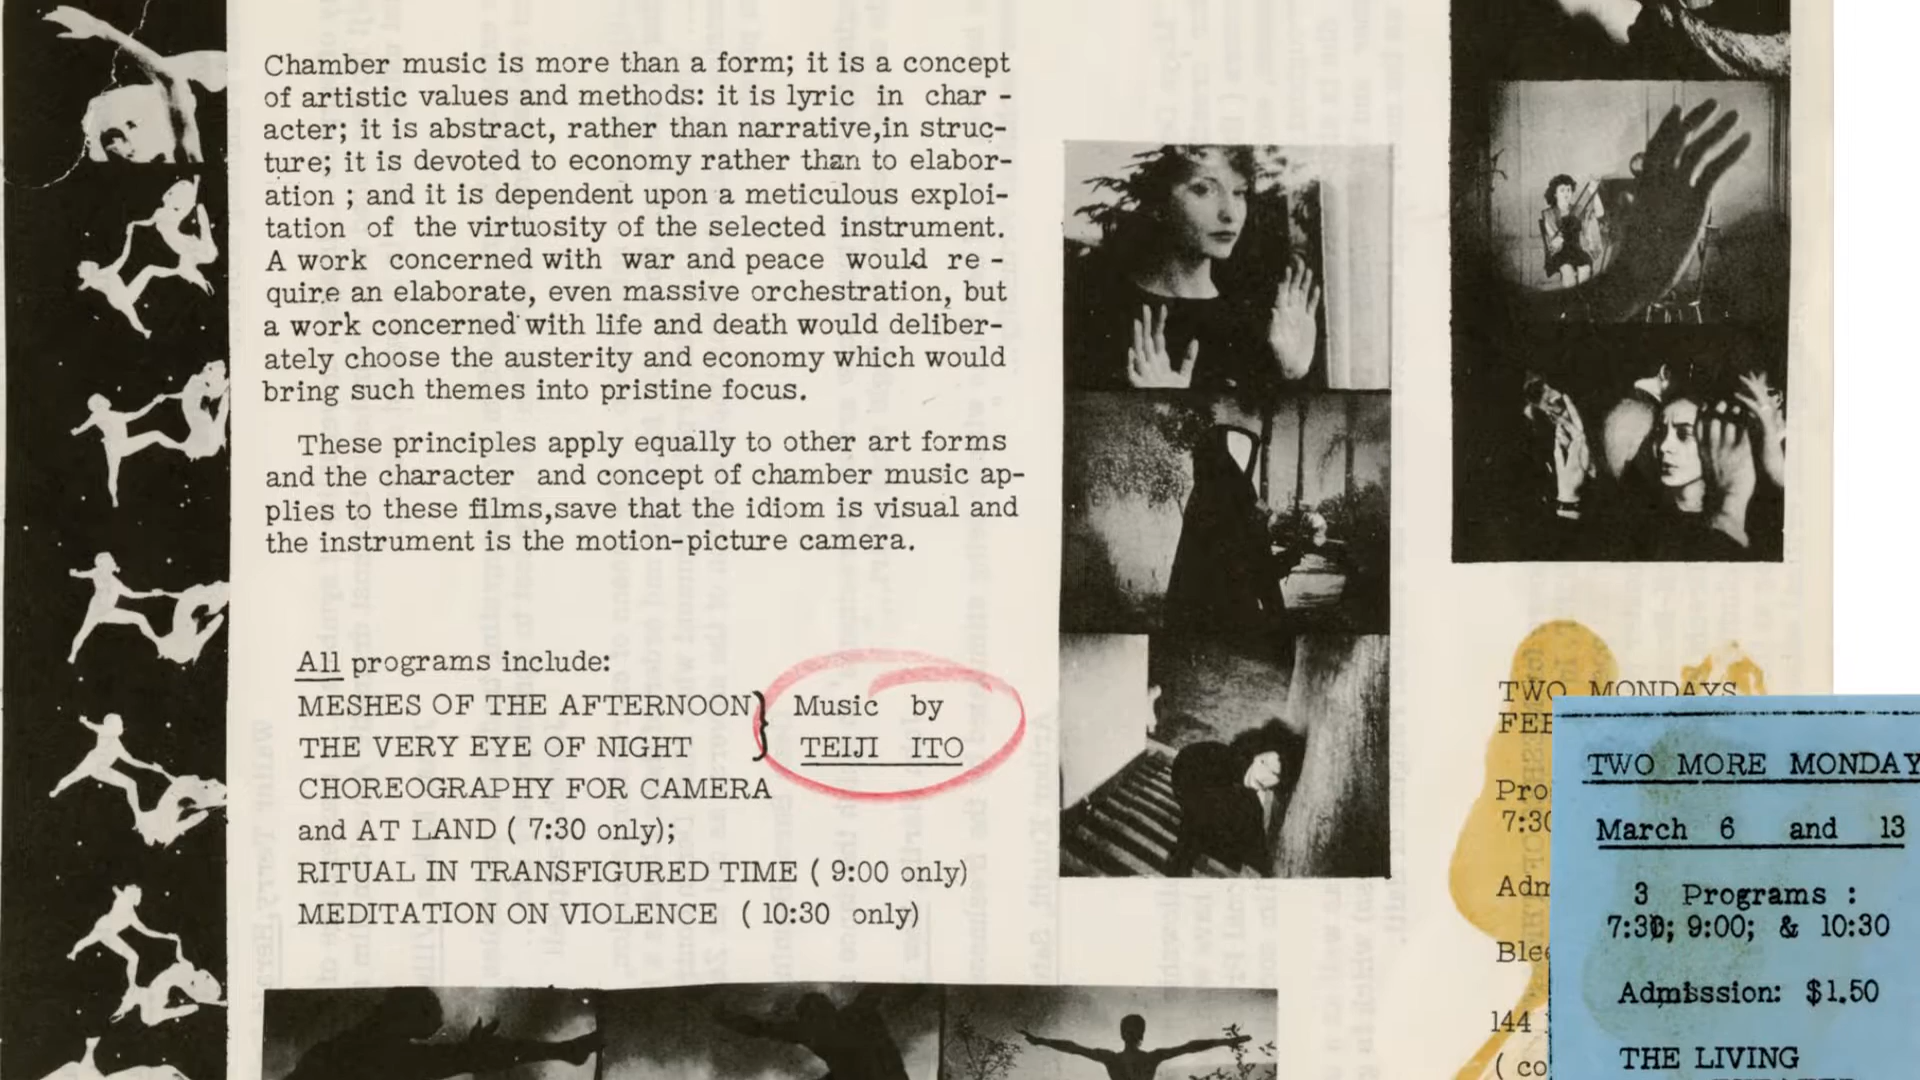 Chamber music is more than a form; it is a concept
of artistic values and methods: it is lyric in char -
acter; it is abstract, rather than narrative,in struc-
ture; it is devoted to economy rather than to elabor-
ation ; and it is dependent upon a meticulous exploi-
tation of the virtuosity of the selected instrument.
A work concerned with war and peace would re -
quire an elaborate, even massive orchestration, but
a work concerned with life and death would deliber-
ately choose the austerity and economy which would
bring such themes into pristine focus.
These principles apply equally to other art forms
and the character and concept of chamber music ap-
plies to these films,save that the idiom is visual and
the instrument is the motion-picture camera.
All programs include:
MESHES OF THE AFTERNOON} Music by
THE VERY EYE OF NIGHT TEIJI ITO
CHOREOGRAPHY FOR CAMERA
and AT LAND ( 7:30 only);
RITUAL IN TRANSFIGURED TIME ( 9:00 only)
MEDITATION ON VIOLENCE ( 10:30 only)
TWO MONDAYS
144
( co
TWO MORE MONDAY
March 6 and 13
3 Programs :
7:30; 9:00; & 10:30
Admisssion: $1.50
THE LIVING